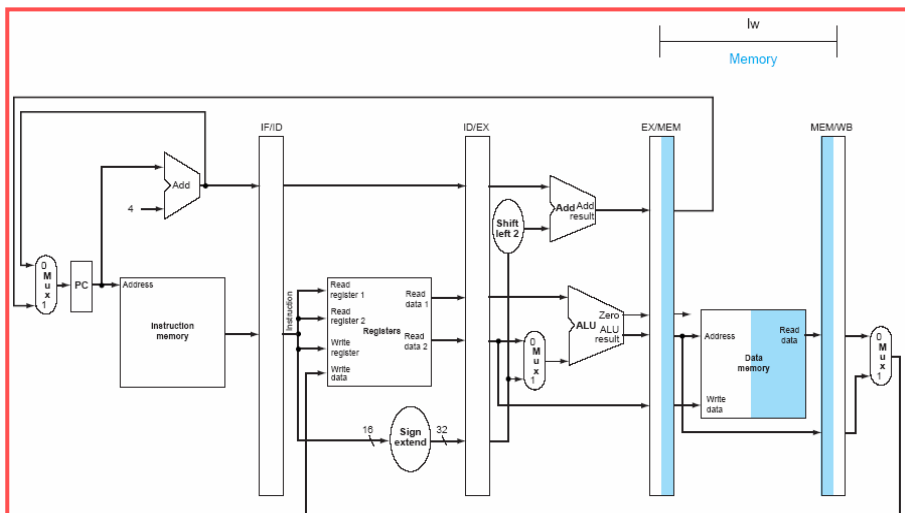 lw
Memory
IF/ID
ID/EX
EX/MEM
MEM/WB
Add
4
Shift
left 2
Add
Add
result
0
M
u
x
1
PC
Address
Instruction
memory
Instruction
Read
register 1
Read
register 2
Write
register
Write
data
Registers
Read
data 1
Read
data 2
0
M
u
x
1
ALU
Zero
ALU
result
Address
Write
data
Data
memory
Read
data
0
M
u
x
1
16
Sign
extend
32